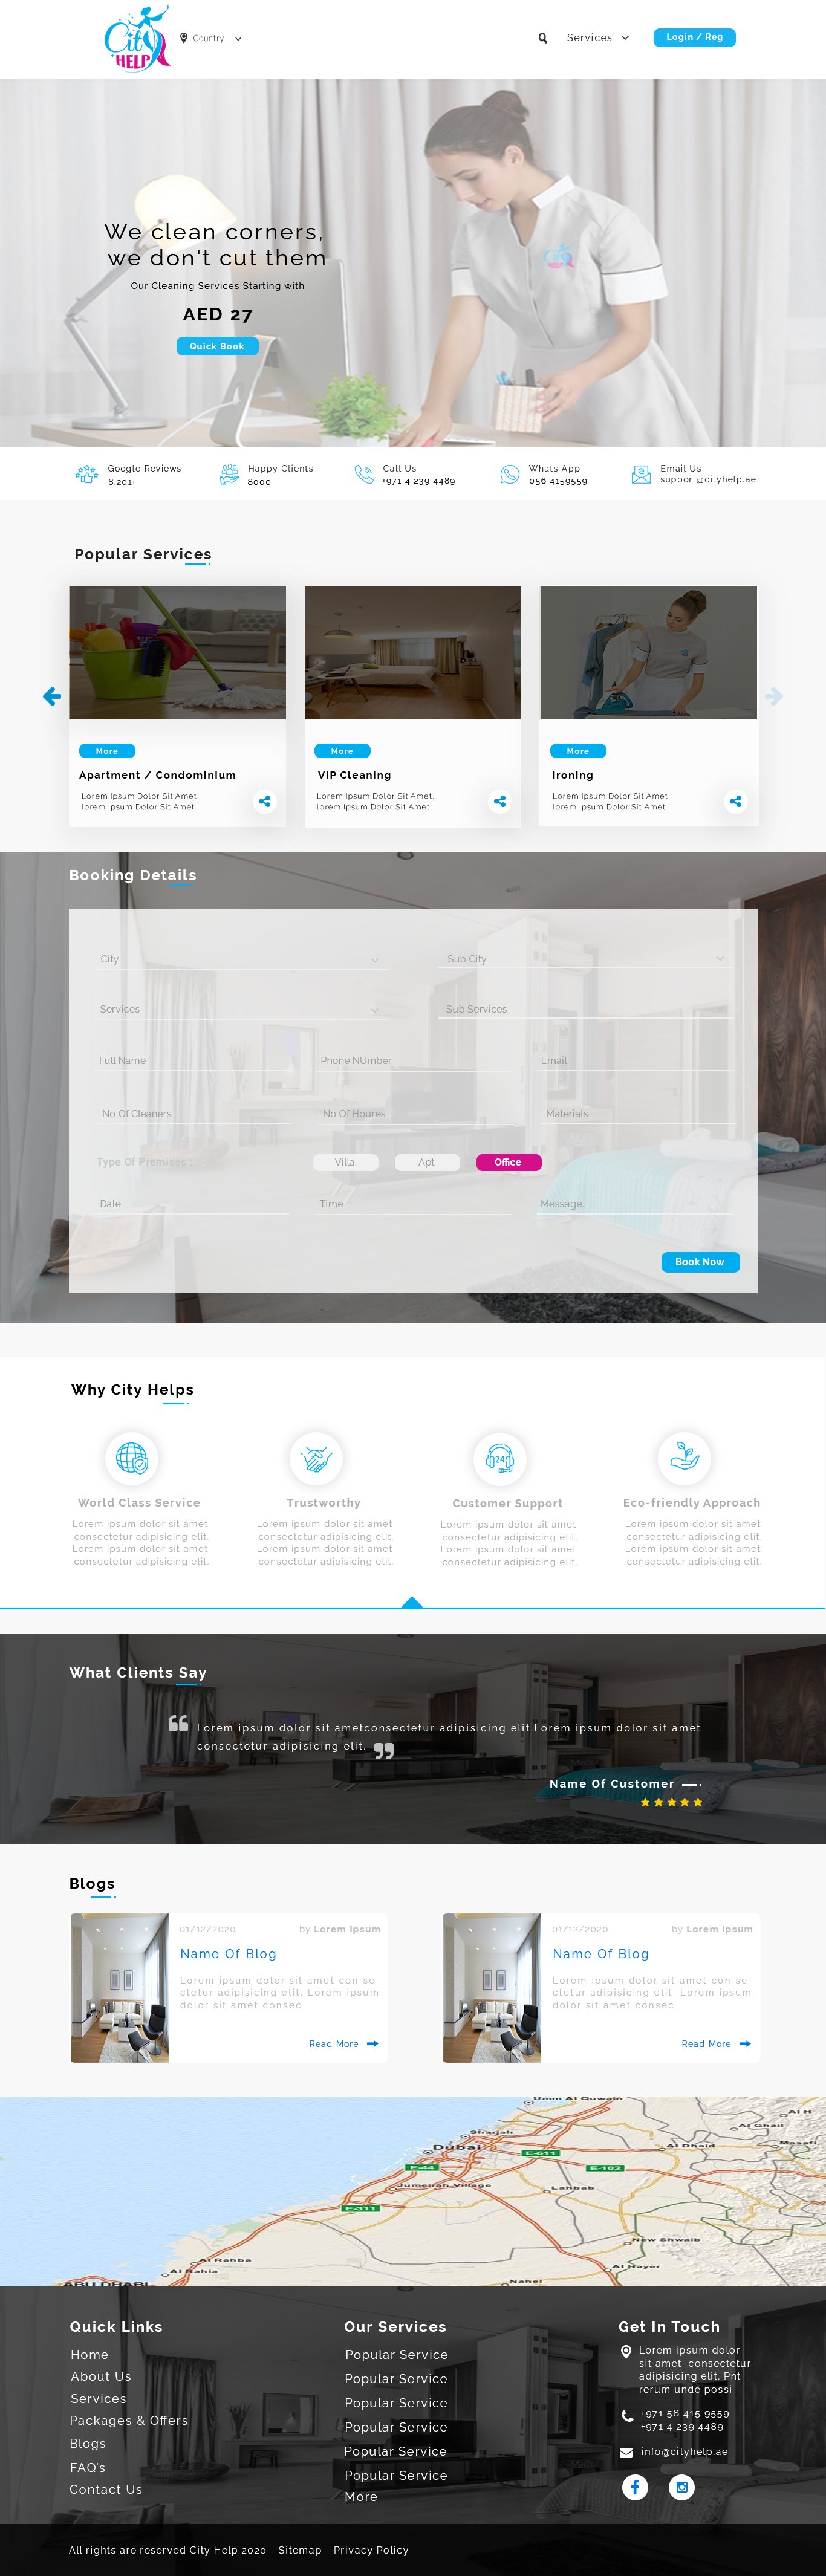 City
HELP
Country
Services
Login / Reg
We clean corners,
we don't cut them
Our Cleaning Services Starting with
AED 27
Quick Book
Google Reviews
8,201+
Happy Clients
8000
Call Us
+971 4 239 4489
Whats App
056 4159559
Email Us
support@cityhelp.ae
Popular Services
More
Apartment / Condominium
Lorem Ipsum Dolor Sit Amet,
lorem Ipsum Dolor Sit Amet
More
VIP Cleaning
Lorem Ipsum Dolor Sit Amet,
lorem Ipsum Dolor Sit Amet
More
Ironing
Lorem Ipsum Dolor Sit Amet,
lorem Ipsum Dolor Sit Amet
Booking Details
City
Sub City
Services
Sub Services
Full Name
Phone NUmber
Email
No Of Cleaners
No Of Houres
Materials
Type Of Premises :
Villa
Apt
Office
Date
Time
Message..
Book Now
Why City Helps
World Class Service
Lorem ipsum dolor sit amet
consectetur adipisicing elit.
Lorem ipsum dolor sit amet
consectetur adipisicing elit.
Trustworthy
Lorem ipsum dolor sit amet
consectetur adipisicing elit.
Lorem ipsum dolor sit amet
consectetur adipisicing elit.
24
Customer Support
Lorem ipsum dolor sit amet
consectetur adipisicing elit.
Lorem ipsum dolor sit amet
consectetur adipisicing elit.
Eco-friendly Approach
Lorem ipsum dolor sit amet
consectetur adipisicing elit.
Lorem ipsum dolor sit amet
consectetur adipisicing elit.
What Clients Say
“ Lorem ipsum dolor sit ametconsectetur adipisicing elit.Lorem ipsum dolor sit amet
consectetur adipisicing elit. ”
Name Of Customer
Blogs
01/12/2020
by Lorem Ipsum
Name Of Blog
Lorem ipsum dolor sit amet con se
ctetur adipisicing elit. Lorem ipsum
dolor sit amet consec
Read More
01/12/2020
by Lorem Ipsum
Name Of Blog
Lorem ipsum dolor sit amet con se
ctetur adipisicing elit. Lorem ipsum
dolor sit amet consec
Read More
Umm Al Quwain
Al H
Sharjah
Al Ghail
Dubai
E-611
Al Dhaid
Masafi
E-44
E-102
Jumeirah Village
Lahbab
E-311
New Shwaib
Al Rahba
Al Hayer
Al Bahia
Nahel
ABU DHABI
Quick Links
Home
About Us
Services
Packages & Offers
Blogs
FAQ's
Contact Us
Our Services
Popular Service
Popular Service
Popular Service
Popular Service
Popular Service
Popular Service
More
Get In Touch
Lorem ipsum dolor
sit amet, consectetur
adipisicing elit. Pnt
rerum unde possi
+971 56 415 9559
+971 4 239 4489
info@cityhelp.ae
All rights are reserved City Help 2020 - Sitemap - Privacy Policy